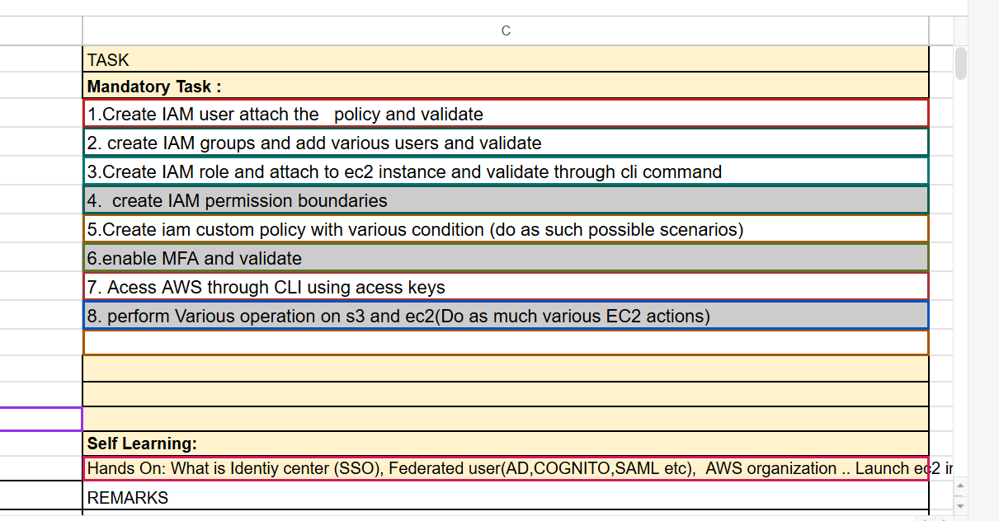 C
TASK
Mandatory Task :
1.Create IAM user attach the   policy and validate
2. create IAM groups and add various users and validate
3.Create IAM role and attach to ec2 instance and validate through cli command
4.  create IAM permission boundaries
5.Create iam custom policy with various condition (do as such possible scenarios)
6.enable MFA and validate
7. Acess AWS through CLI using acess keys
8. perform Various operation on s3 and ec2(Do as much various EC2 actions)
Self Learning:
Hands On: What is Identiy center (SSO), Federated user(AD,COGNITO,SAML etc),  AWS organization .. Launch ec2
REMARKS